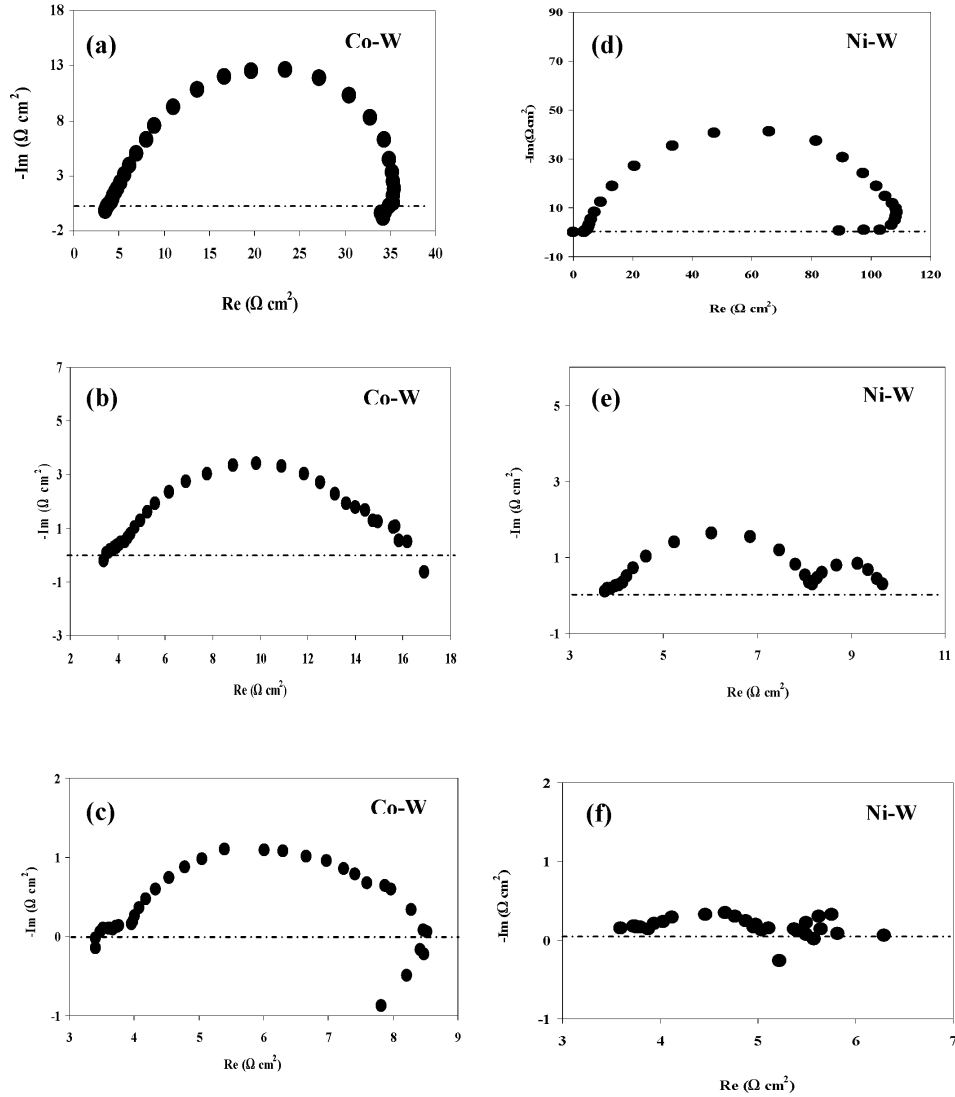 18
13
8
3
-2
0
5
10
15
20
25
30
35
40
-Im (Ω cm²)
Re (Ω cm²)
(a)
Co-W
90
70
50
30
10
-10
0
20
40
60
80
100
120
-Im(Ωcm²)
Re (Ω cm²)
(d)
Ni-W
7
5
3
1
-1
-3
2
4
6
8
10
12
14
16
18
-Im (Ω cm²)
Re (Ω cm²)
(b)
Co-W
5
3
1
-1
3
5
7
9
11
-Im (Ω cm²)
Re (Ω cm²)
(e)
Ni-W
2
1
0
-1
3
4
5
6
7
8
9
-Im (Ω cm²)
Re (Ω cm²)
(c)
Co-W
2
1
0
-1
3
4
5
6
7
-Im (Ω cm²)
Re (Ω cm²)
(f)
Ni-W